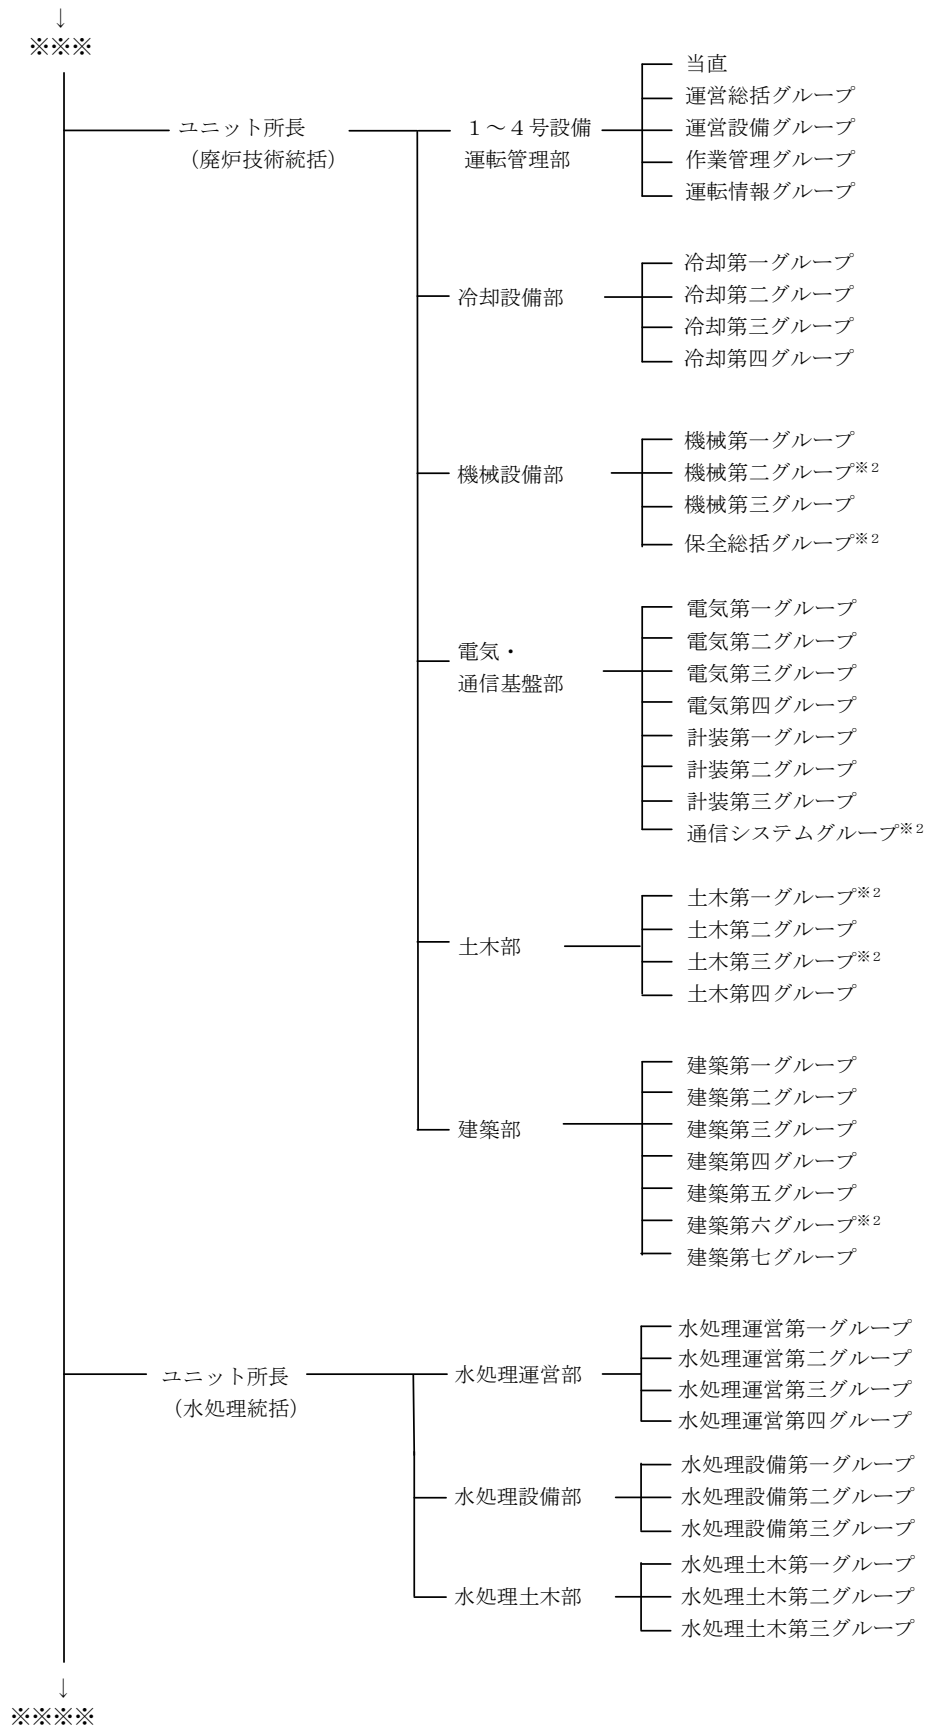 ↓
※※※
ユニット所長
（廃炉技術統括）
１～４号設備
運転管理部
当直
運営総括グループ
運営設備グループ
作業管理グループ
運転情報グループ
冷却設備部
冷却第一グループ
冷却第二グループ
冷却第三グループ
冷却第四グループ
機械設備部
機械第一グループ
機械第二グループ※２
機械第三グループ
保全総括グループ※２
電気・
通信基盤部
電気第一グループ
電気第二グループ
電気第三グループ
電気第四グループ
計装第一グループ
計装第二グループ
計装第三グループ
通信システムグループ※２
土木部
土木第一グループ※２
土木第二グループ
土木第三グループ※２
土木第四グループ
建築部
建築第一グループ
建築第二グループ
建築第三グループ
建築第四グループ
建築第五グループ
建築第六グループ※２
建築第七グループ
ユニット所長
（水処理統括）
水処理運営部
水処理運営第一グループ
水処理運営第二グループ
水処理運営第三グループ
水処理運営第四グループ
水処理設備部
水処理設備第一グループ
水処理設備第二グループ
水処理設備第三グループ
水処理土木部
水処理土木第一グループ
水処理土木第二グループ
水処理土木第三グループ
↓
※※※※